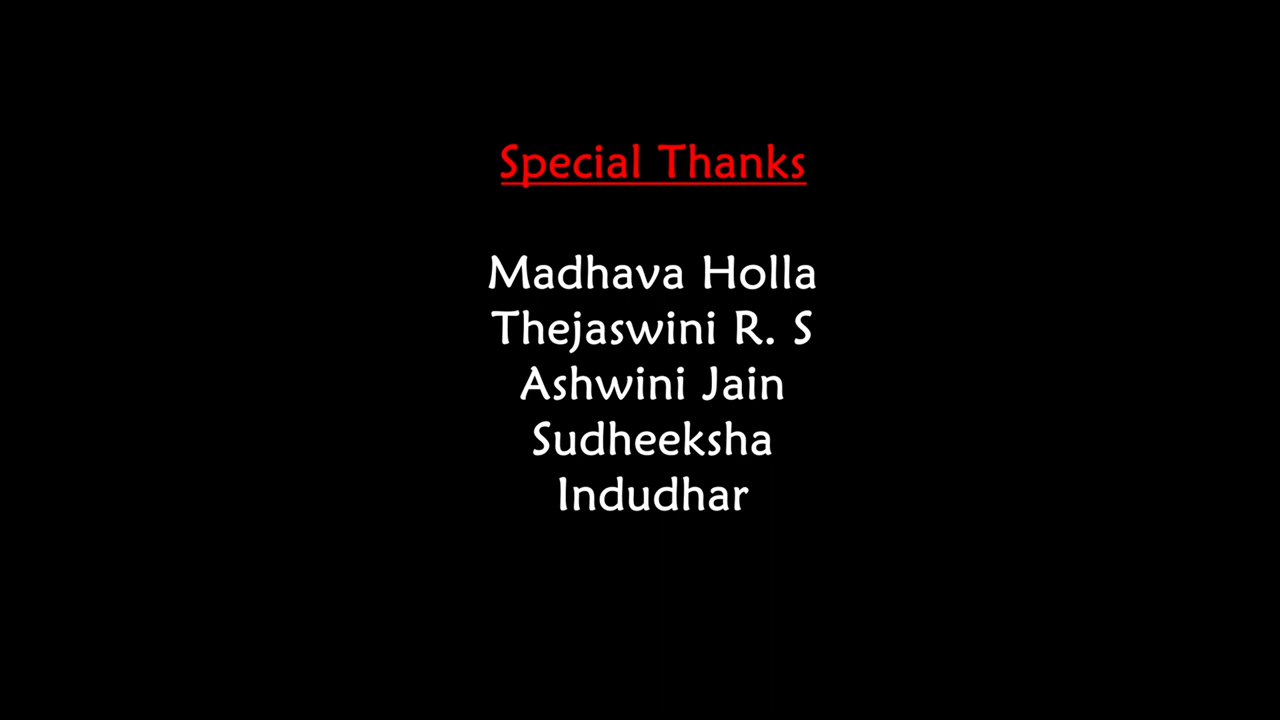 Special Thanks
Madhava Holla
Thejaswini R. S
Ashwini Jain
Sudheeksha
Indudhar